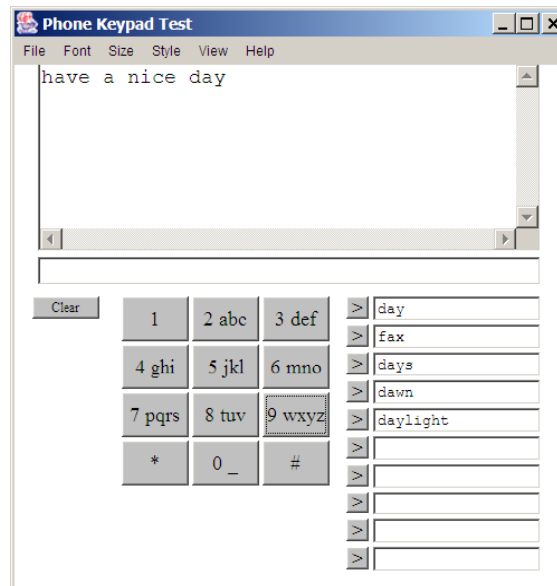 Phone Keypad Test
File Font Size Style View Help
have a nice day
Clear
1 2 abc 3 def
4 ghi 5 jkl 6 mno
7 pqrs 8 tuv 9 wxyz
* 0 _ #
> day
> fax
> days
> dawn
> daylight
>
>
>
>
>